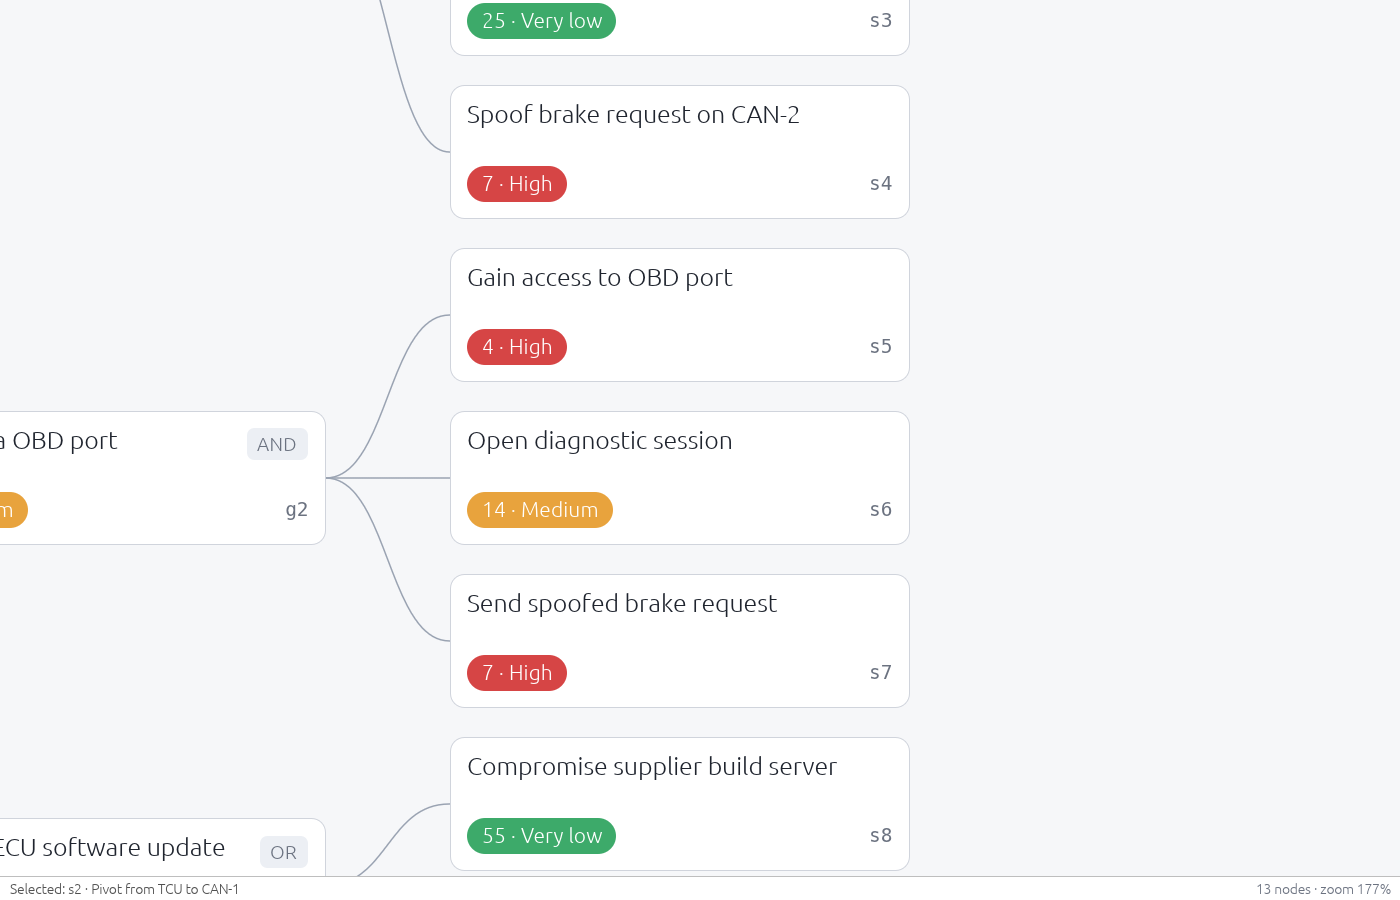 25 · Very low
s3
Spoof brake request on CAN-2
7 · High
s4
Gain access to OBD port
4 · High
s5
OBD port
AND
g2
Open diagnostic session
14 · Medium
s6
Send spoofed brake request
7 · High
s7
Compromise supplier build server
55 · Very low
s8
ECU software update
OR
Selected: s2 · Pivot from TCU to CAN-1
13 nodes · zoom 177%